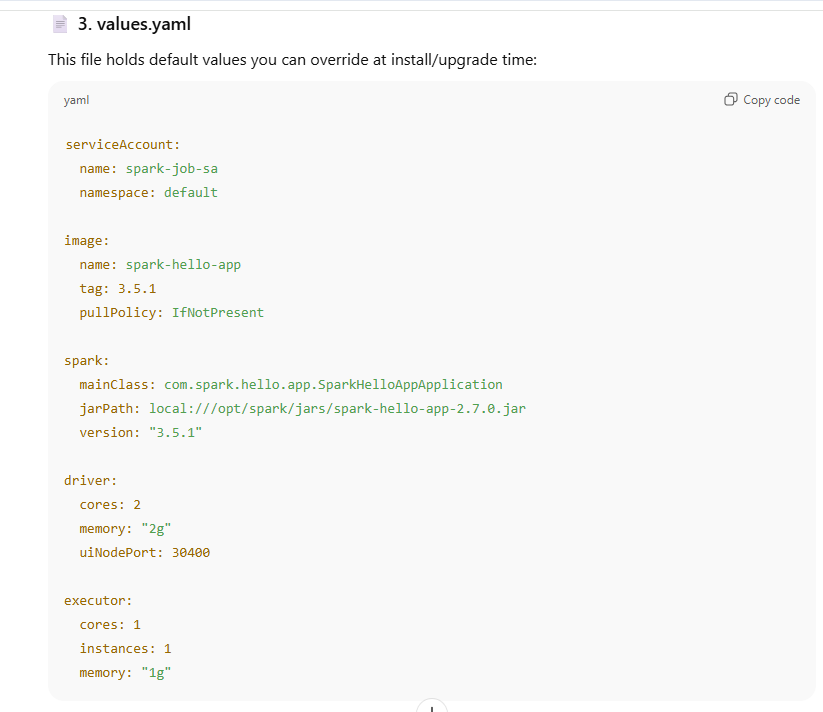 3. values.yaml
This file holds default values you can override at install/upgrade time:
yaml
Copy code
serviceAccount:
  name: spark-job-sa
  namespace: default
image:
  name: spark-hello-app
  tag: 3.5.1
  pullPolicy: IfNotPresent
spark:
  mainClass: com.spark.hello.app.SparkHelloAppApplication
  jarPath: local:///opt/spark/jars/spark-hello-app-2.7.0.jar
  version: "3.5.1"
driver:
  cores: 2
  memory: "2g"
  uiNodePort: 30400
executor:
  cores: 1
  instances: 1
  memory: "1g"